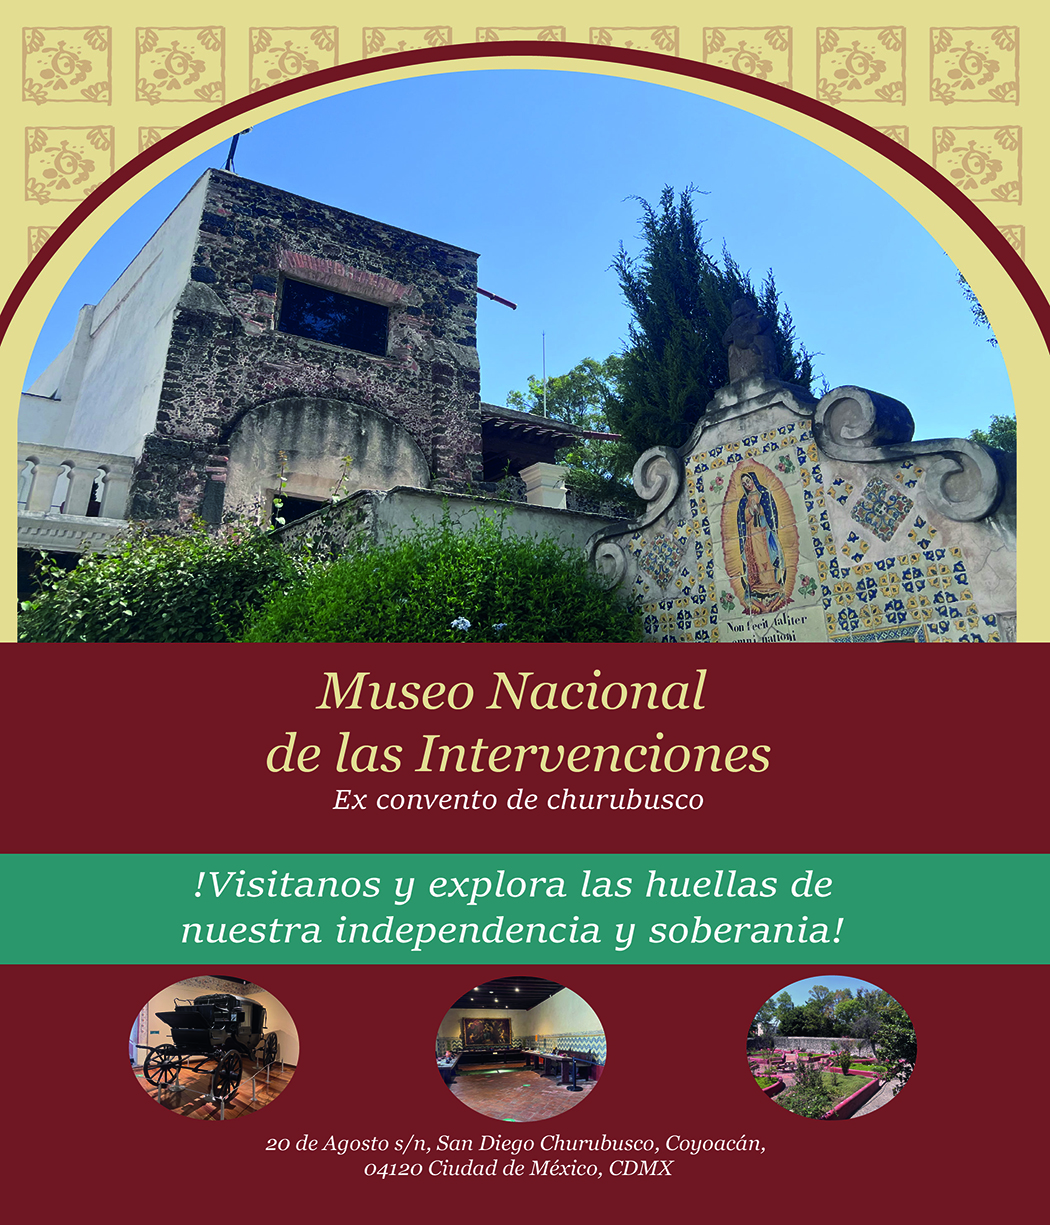 Non fecit taliter
omni nationi
Museo Nacional
de las Intervenciones
Ex convento de churubusco
!Visitanos y explora las huellas de
nuestra independencia y soberania!
20 de Agosto s/n, San Diego Churubusco, Coyoacán,
04120 Ciudad de México, CDMX